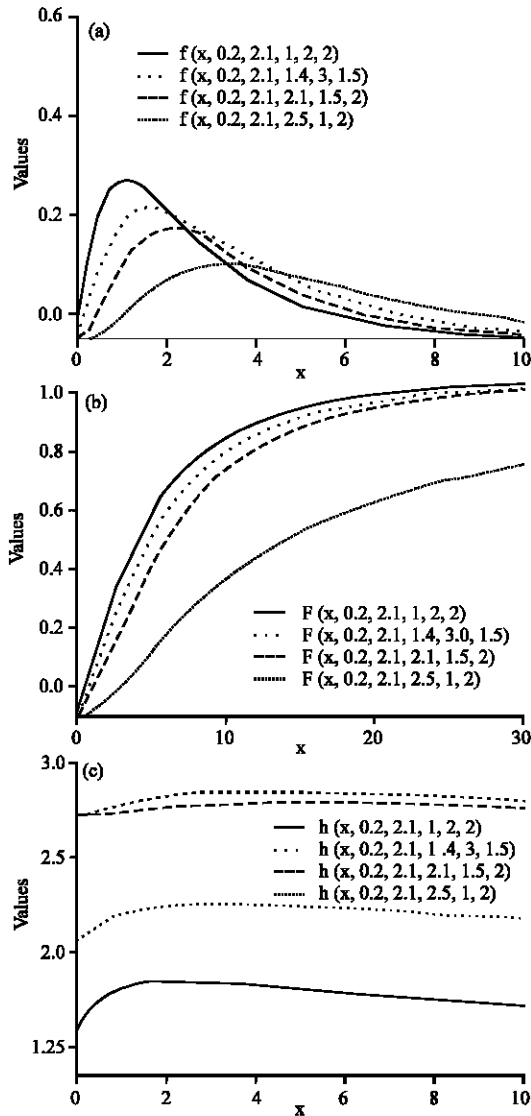 0.6
(a)
f (x, 0.2, 2.1, 1, 2, 2)
f (x, 0.2, 2.1, 1.4, 3, 1.5)
f (x, 0.2, 2.1, 2.1, 1.5, 2)
f (x, 0.2, 2.1, 2.5, 1, 2)
0.4
Values
0.2
0.0
0 2 4 6 8 10
x
(b)
1.0
0.8
0.6
Values
0.4
0.2
0.0
F (x, 0.2, 2.1, 1, 2, 2)
F (x, 0.2, 2.1, 1.4, 3.0, 1.5)
F (x, 0.2, 2.1, 2.1, 1.5, 2)
F (x, 0.2, 2.1, 2.5, 1, 2)
0 10 20 30
x
3.0
(c)
h (x, 0.2, 2.1, 1, 2, 2)
h (x, 0.2, 2.1, 1 .4, 3, 1.5)
h (x, 0.2, 2.1, 2.1, 1.5, 2)
h (x, 0.2, 2.1, 2.5, 1, 2)
2.5
Values
2.0
1.25
0 2 4 6 8 10
x